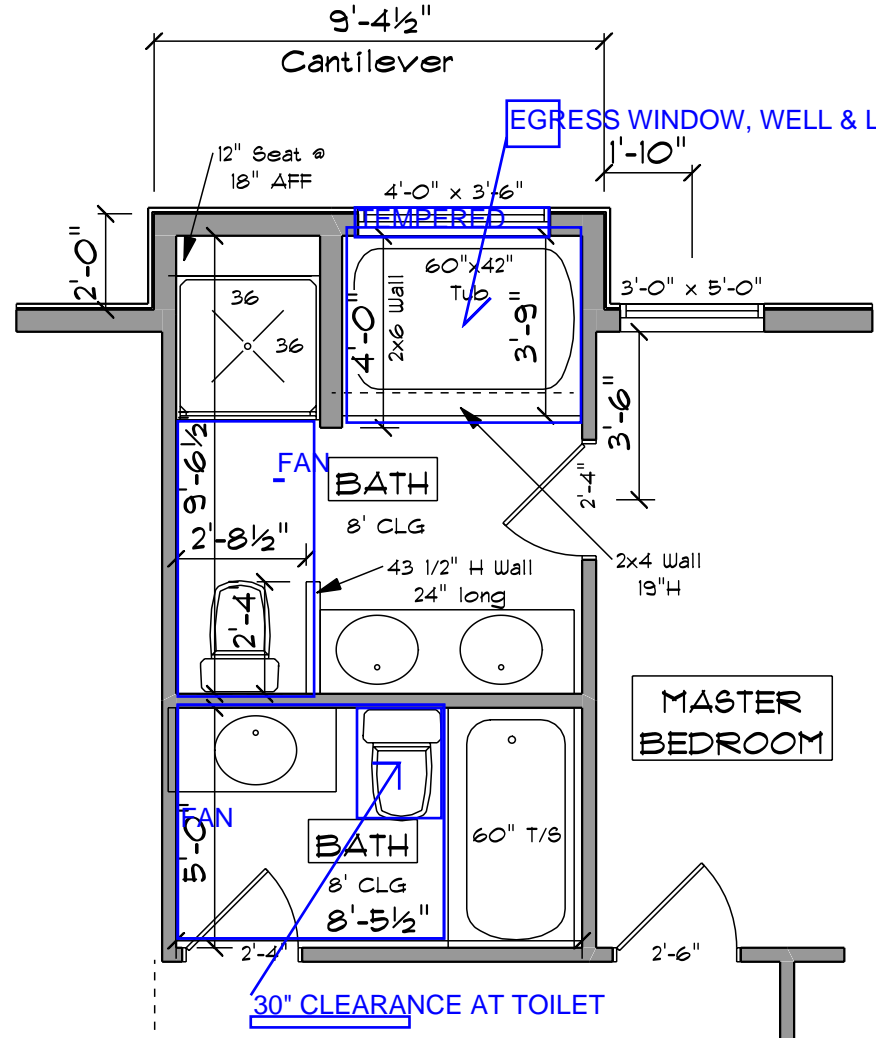 9'-4½"
Cantilever
EGRESS WINDOW, WELL & L
1'-10"
12" Seat @
18" AFF
4'-0" x 3'-6"
TEMPERED
2'-0"
60"x42"
Tub
3'-0" x 5'-0"
36
36
4'-0"
2x6 Wall
3'-9"
3'-6"
9'-6½"
FAN
BATH
8' CLG
2'-4"
2'-8½"
43 1/2" H Wall
24" long
2x4 Wall
19"H
2'-4"
MASTER
BEDROOM
FAN
5'-0"
BATH
8' CLG
60" T/S
8'-5½"
2'-4"
2'-6"
30" CLEARANCE AT TOILET